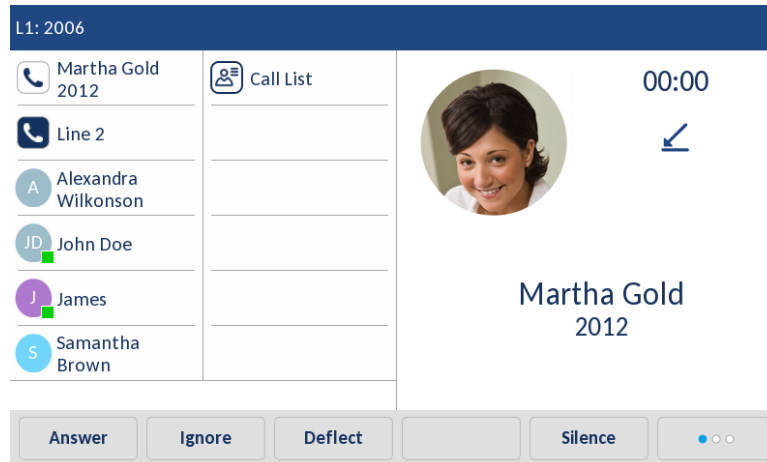 L1: 2006
Martha Gold
2012
Line 2
A
Alexandra
Wilkonson
JD
John Doe
J
James
S
Samantha
Brown
Call List
00:00
Martha Gold
2012
Answer
Ignore
Deflect
Silence